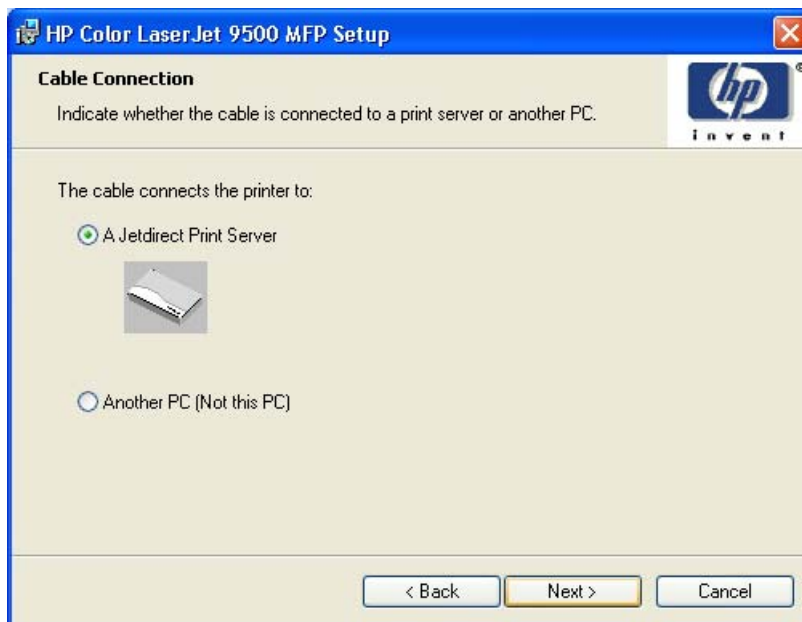 HP Color LaserJet 9500 MFP Setup
Cable Connection
Indicate whether the cable is connected to a print server or another PC.
hp
®
invent
The cable connects the printer to:
A Jetdirect Print Server
Another PC (Not this PC)
< Back
Next >
Cancel